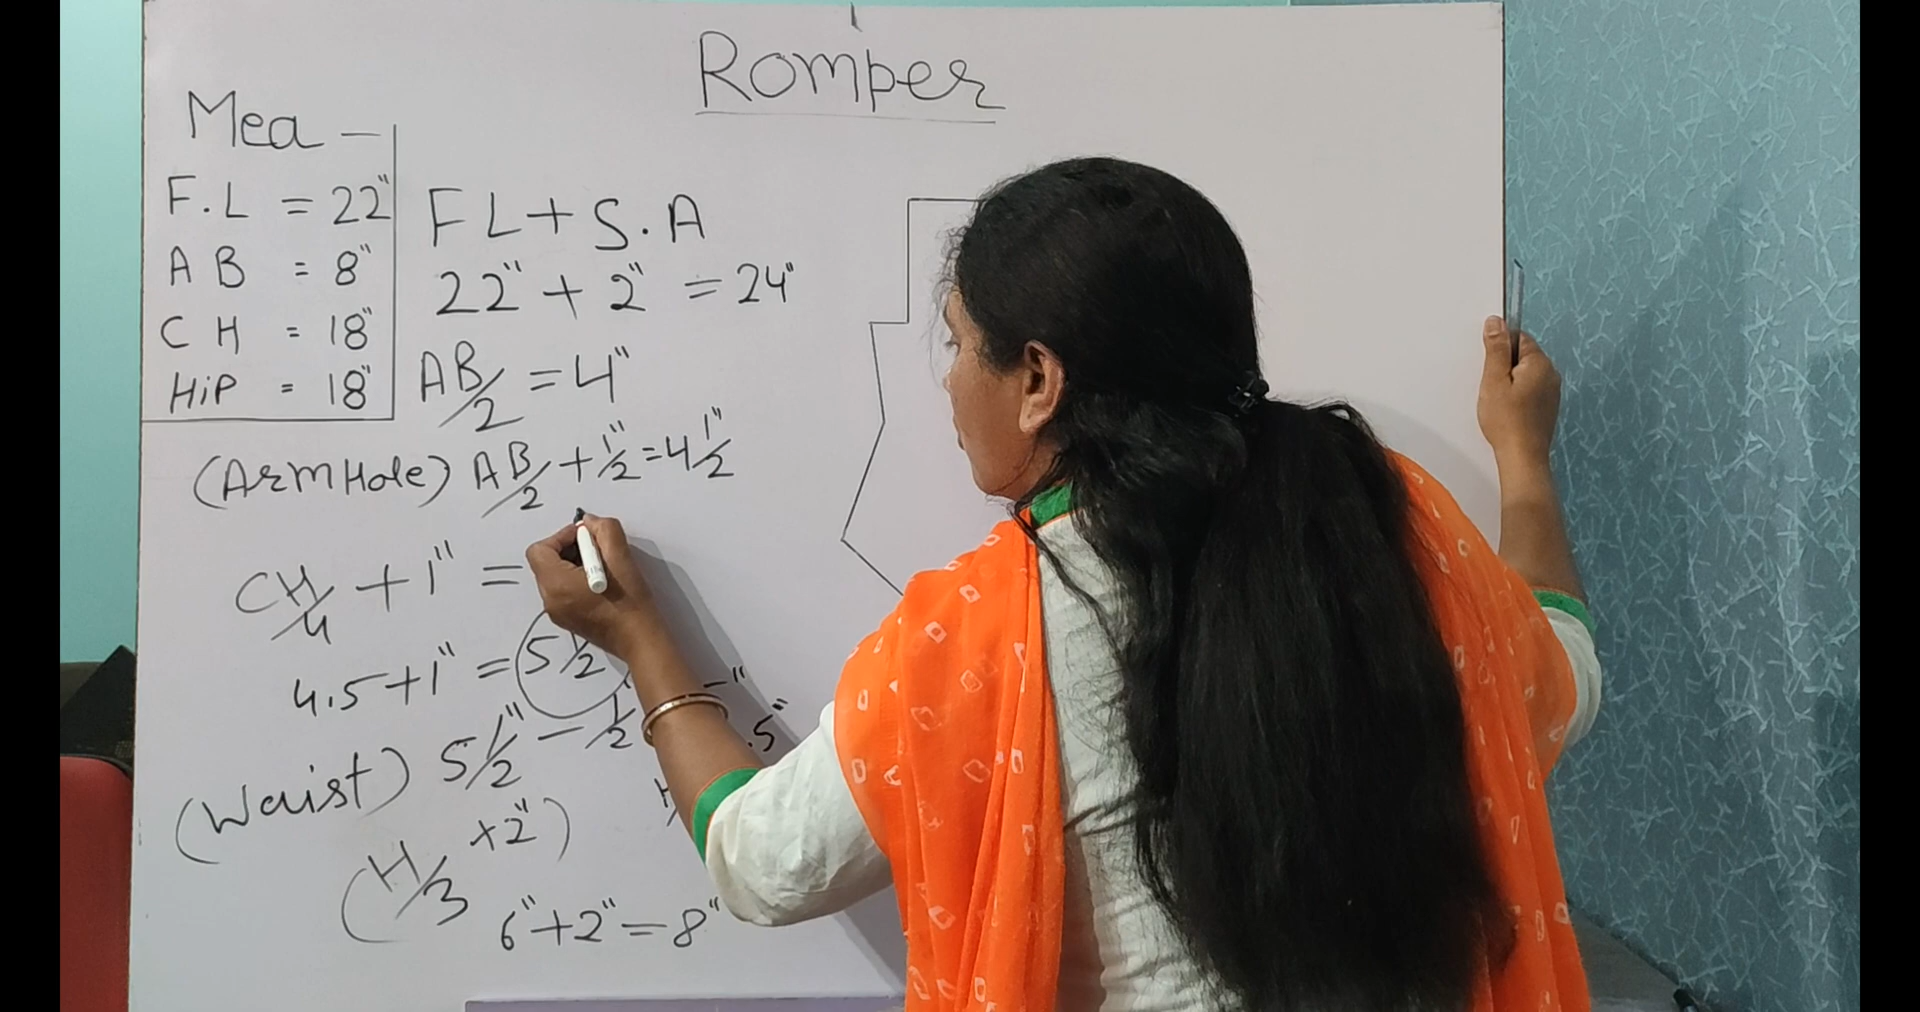 Romper
Mea -
F.L = 22"
A B = 8"
C H = 18"
HiP = 18"
FL + S.A
22" + 2" = 24"
AB/2 = 4"
(ArmHole) AB/2 + 1/2" = 4 1/2"
CH/4 + 1" =
4.5 + 1" = 5 1/2
(Waist) 5 1/2" - 1/2
.5"
(H/3 +2")
6" + 2" = 8"